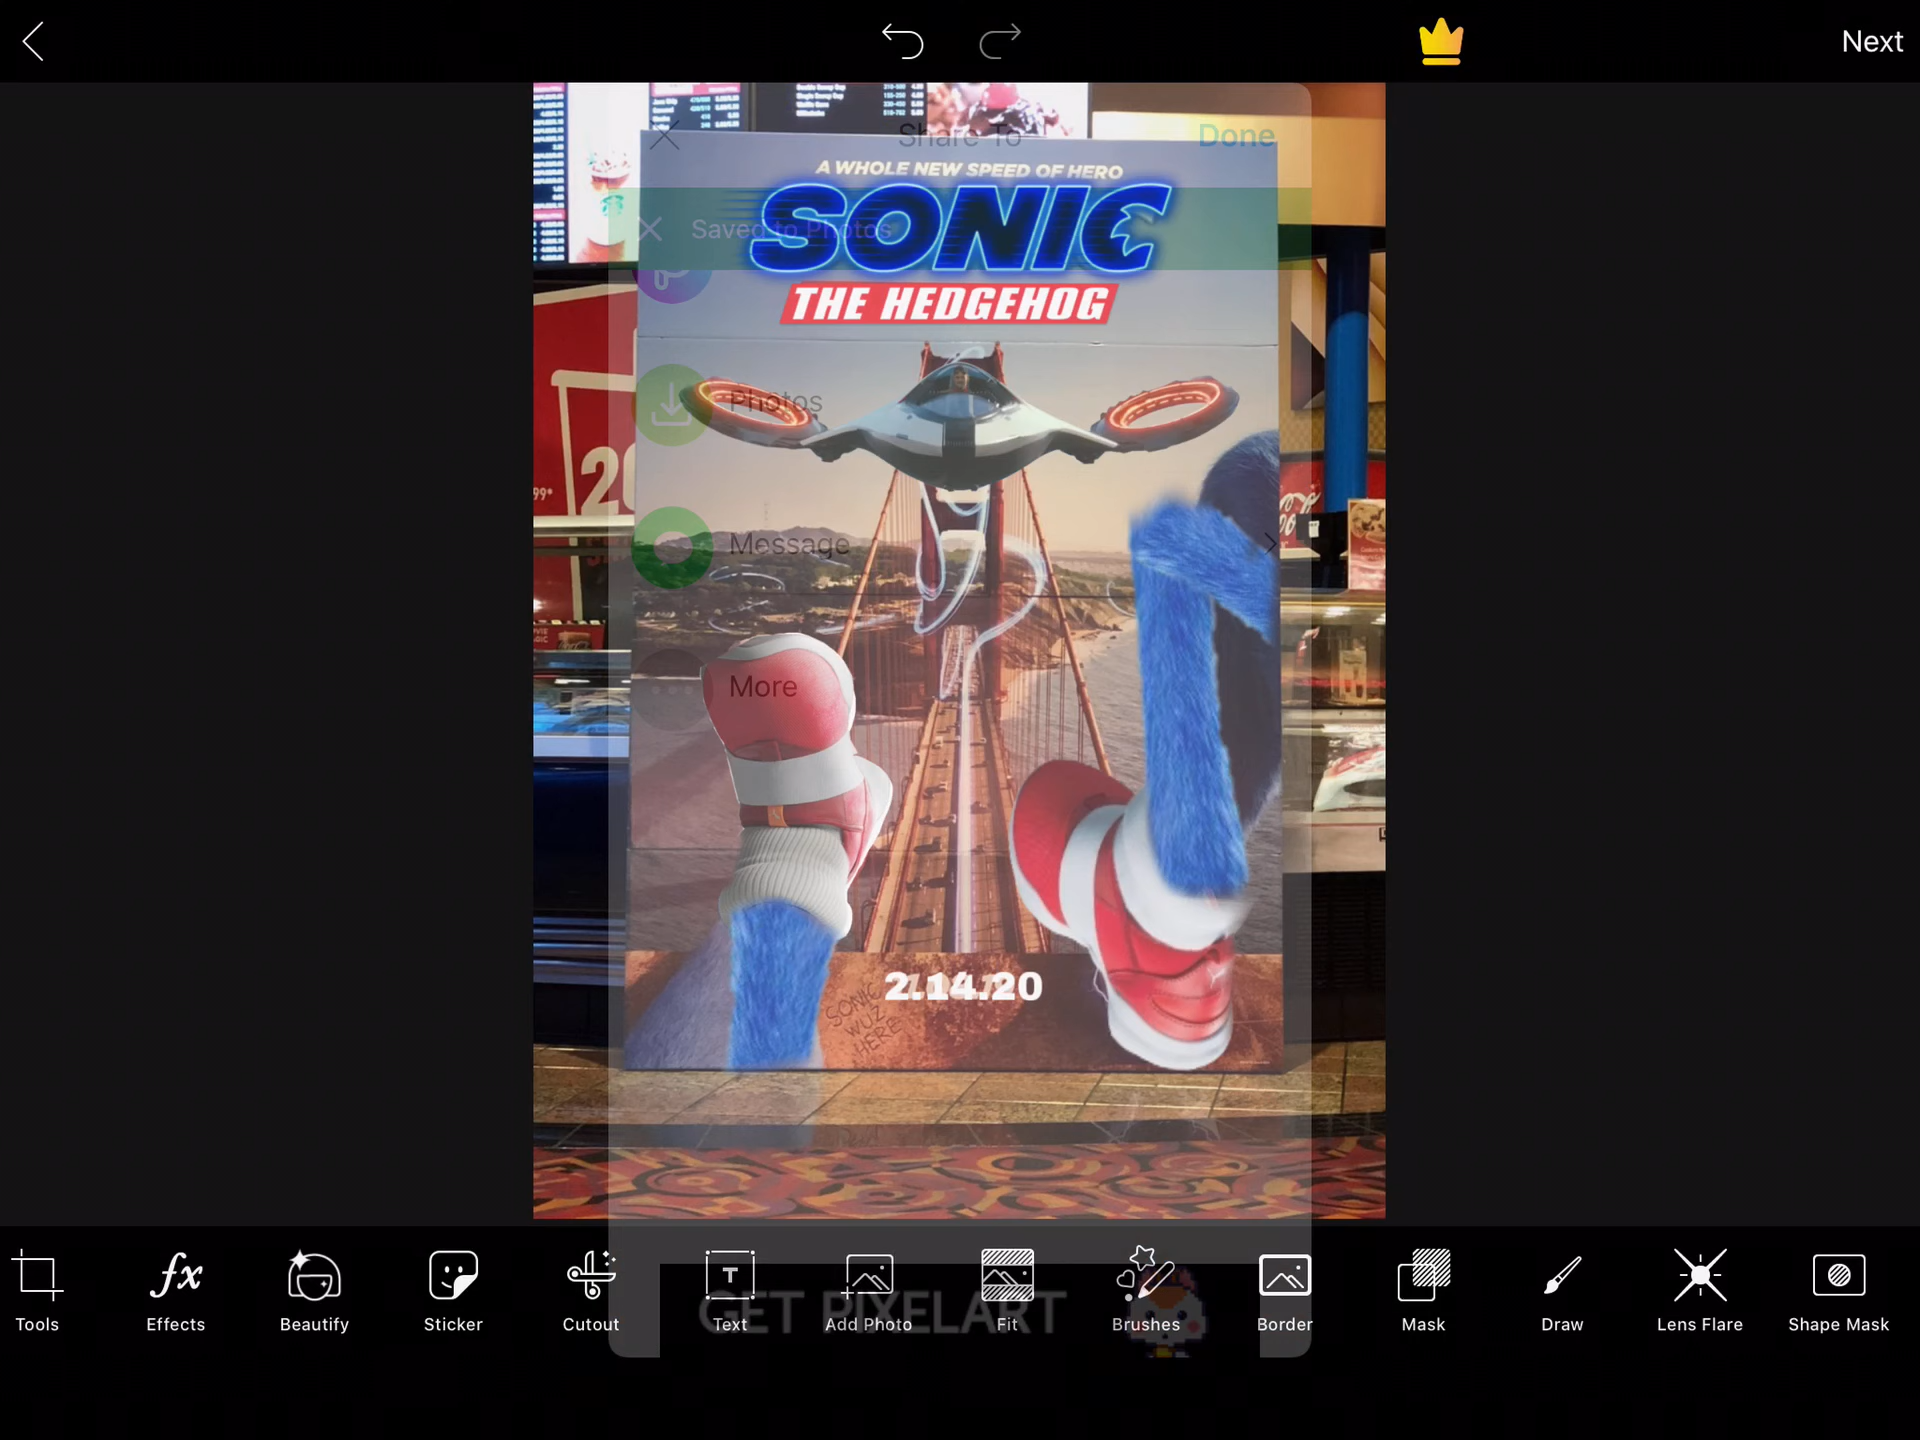 Next
Share To
Done
A WHOLE NEW SPEED OF HERO
SONIC
Saved to Photos
THE HEDGEHOG
Photos
20
99¢
Message
More
2.14.20
SONIC
WUZ
HERE
GET PIXELART
Tools
Effects
Beautify
Sticker
Cutout
Text
Add Photo
Fit
Brushes
Border
Mask
Draw
Lens Flare
Shape Mask